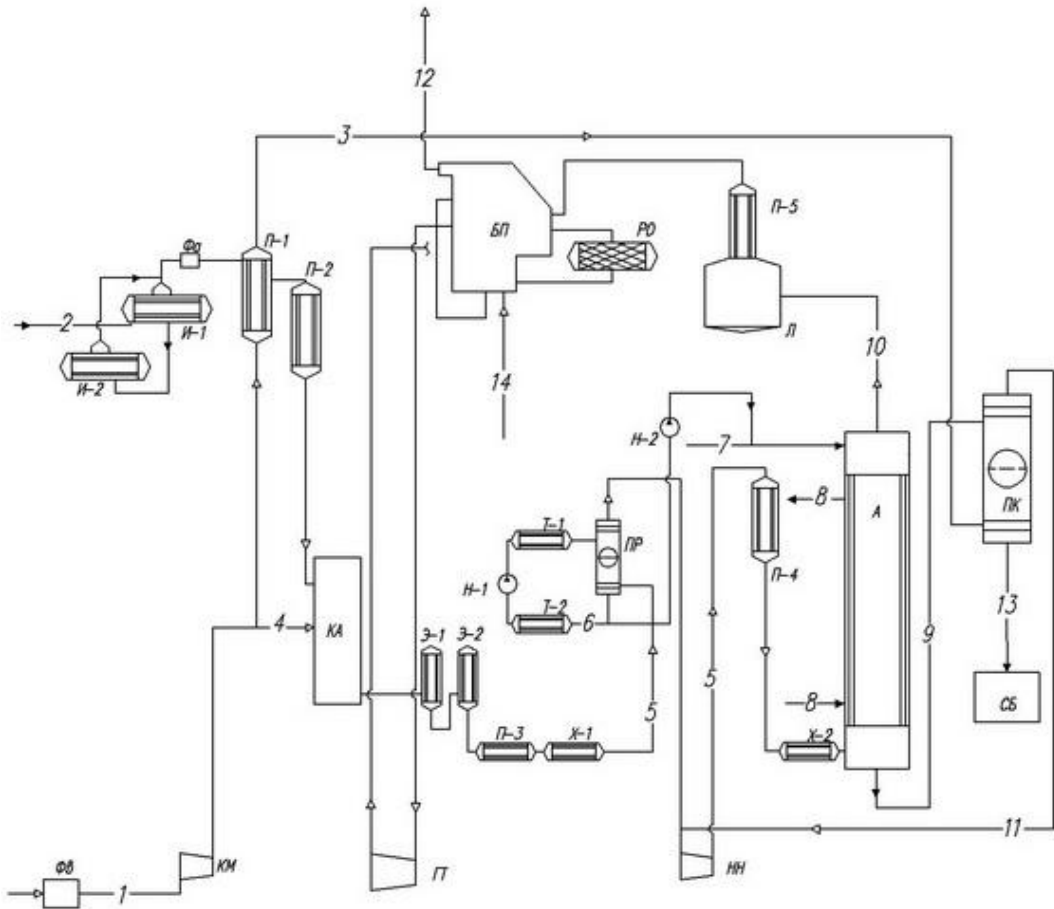 12
3
П-5
БП
РО
Фа
П-1
П-2
2
И-1
Л
И-2
10
14
Н-2
7
8
А
ПК
Т-1
ПР
П-4
Н-1
Т-2
6
13
4
КА
9
Э-1
Э-2
5
5
8
СБ
П-3
Х-1
Х-2
11
ФВ
1
КМ
ГТ
НН